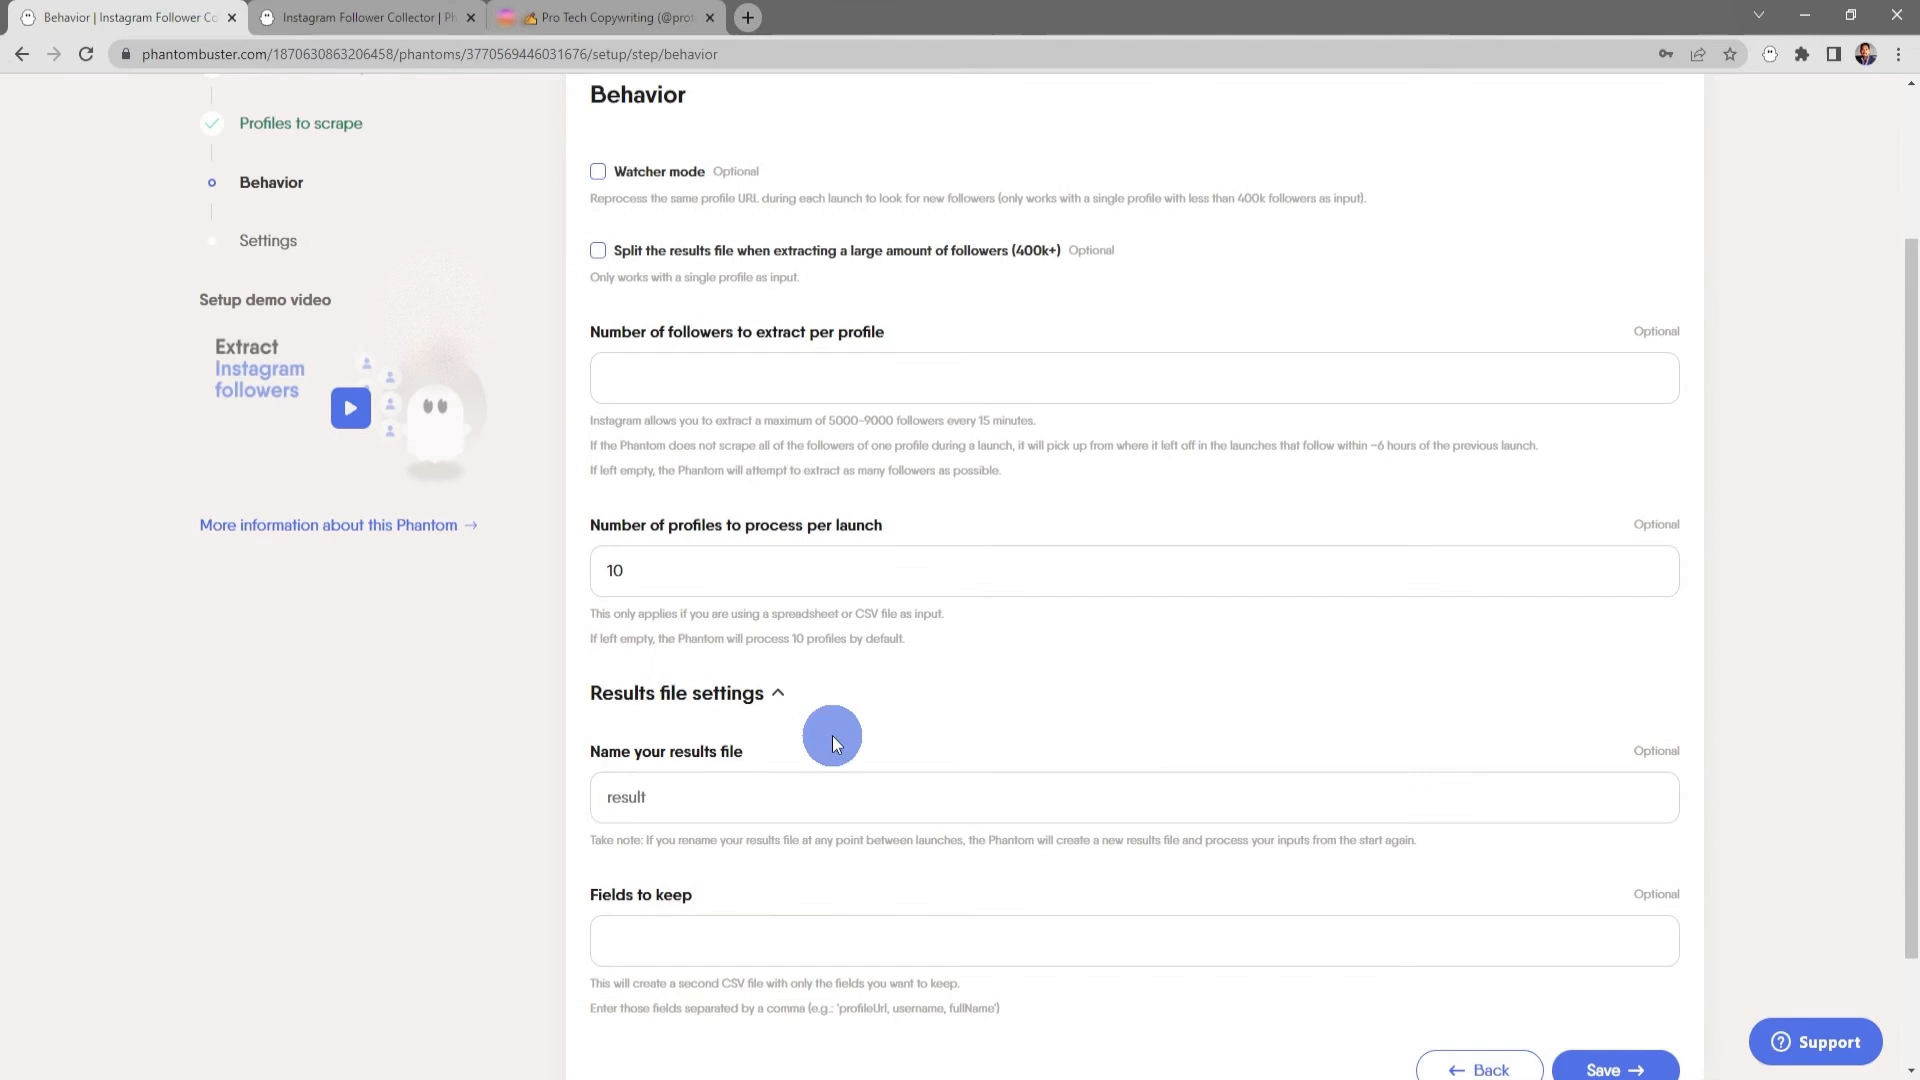 Behavior | Instagram Follower Co
Instagram Follower Collector | Ph
Pro Tech Copywriting (@prot
phantombuster.com/1870630863206458/phantoms/3770569446031676/setup/step/behavior
Profiles to scrape
Behavior
Settings
Setup demo video
Extract
Instagram
followers
More information about this Phantom →
Behavior
Watcher mode Optional
Reprocess the same profile URL during each launch to look for new followers (only works with a single profile with less than 400k followers as input).
Split the results file when extracting a large amount of followers (400k+) Optional
Only works with a single profile as input.
Number of followers to extract per profile Optional
Instagram allows you to extract a maximum of 5000-9000 followers every 15 minutes.
If the Phantom does not scrape all of the followers of one profile during a launch, it will pick up from where it left off in the launches that follow within ~6 hours of the previous launch.
If left empty, the Phantom will attempt to extract as many followers as possible.
Number of profiles to process per launch Optional
10
This only applies if you are using a spreadsheet or CSV file as input.
If left empty, the Phantom will process 10 profiles by default.
Results file settings
Name your results file Optional
result
Take note: If you rename your results file at any point between launches, the Phantom will create a new results file and process your inputs from the start again.
Fields to keep Optional
This will create a second CSV file with only the fields you want to keep.
Enter those fields separated by a comma (e.g.: 'profileUrl, username, fullName')
← Back
Save →
Support